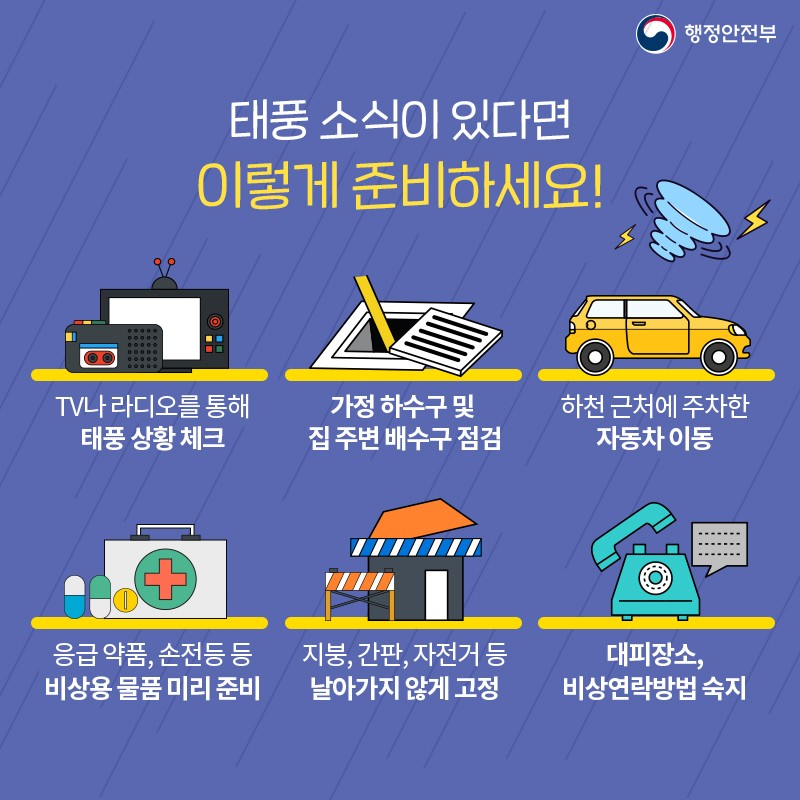 행정안전부
태풍 소식이 있다면
이렇게 준비하세요!
TV나 라디오를 통해
태풍 상황 체크
가정 하수구 및
집 주변 배수구 점검
하천 근처에 주차한
자동차 이동
응급 약품, 손전등 등
비상용 물품 미리 준비
지붕, 간판, 자전거 등
날아가지 않게 고정
대피장소,
비상연락방법 숙지